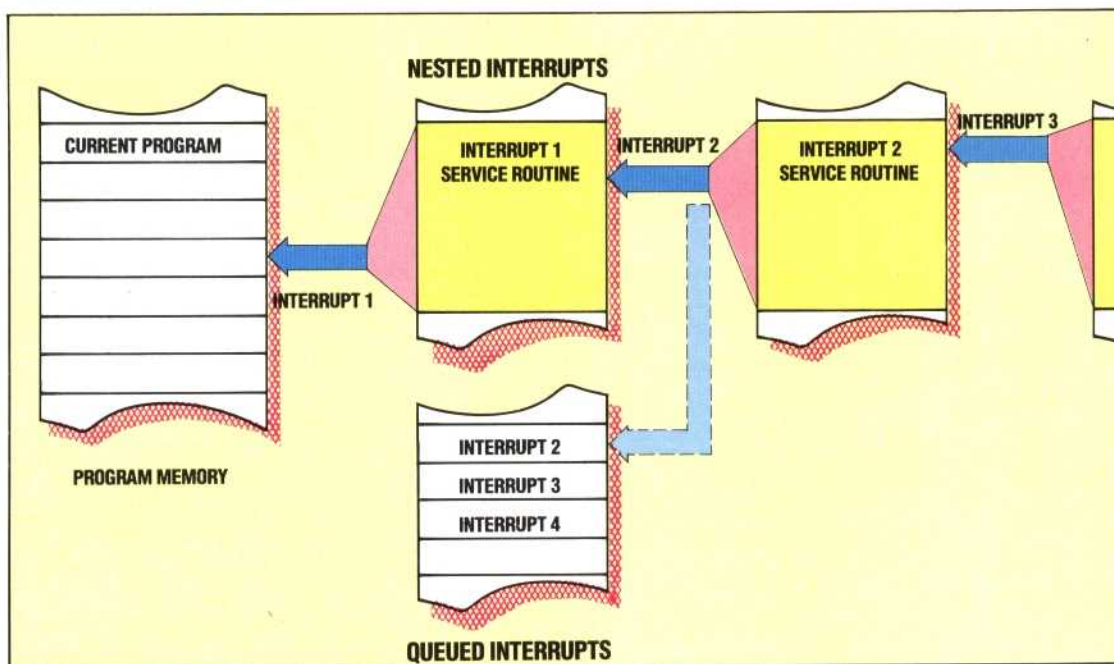 NESTED INTERRUPTS
CURRENT PROGRAM
INTERRUPT 1
INTERRUPT 1
SERVICE ROUTINE
INTERRUPT 2
INTERRUPT 2
SERVICE ROUTINE
INTERRUPT 3
PROGRAM MEMORY
INTERRUPT 2
INTERRUPT 3
INTERRUPT 4
QUEUED INTERRUPTS